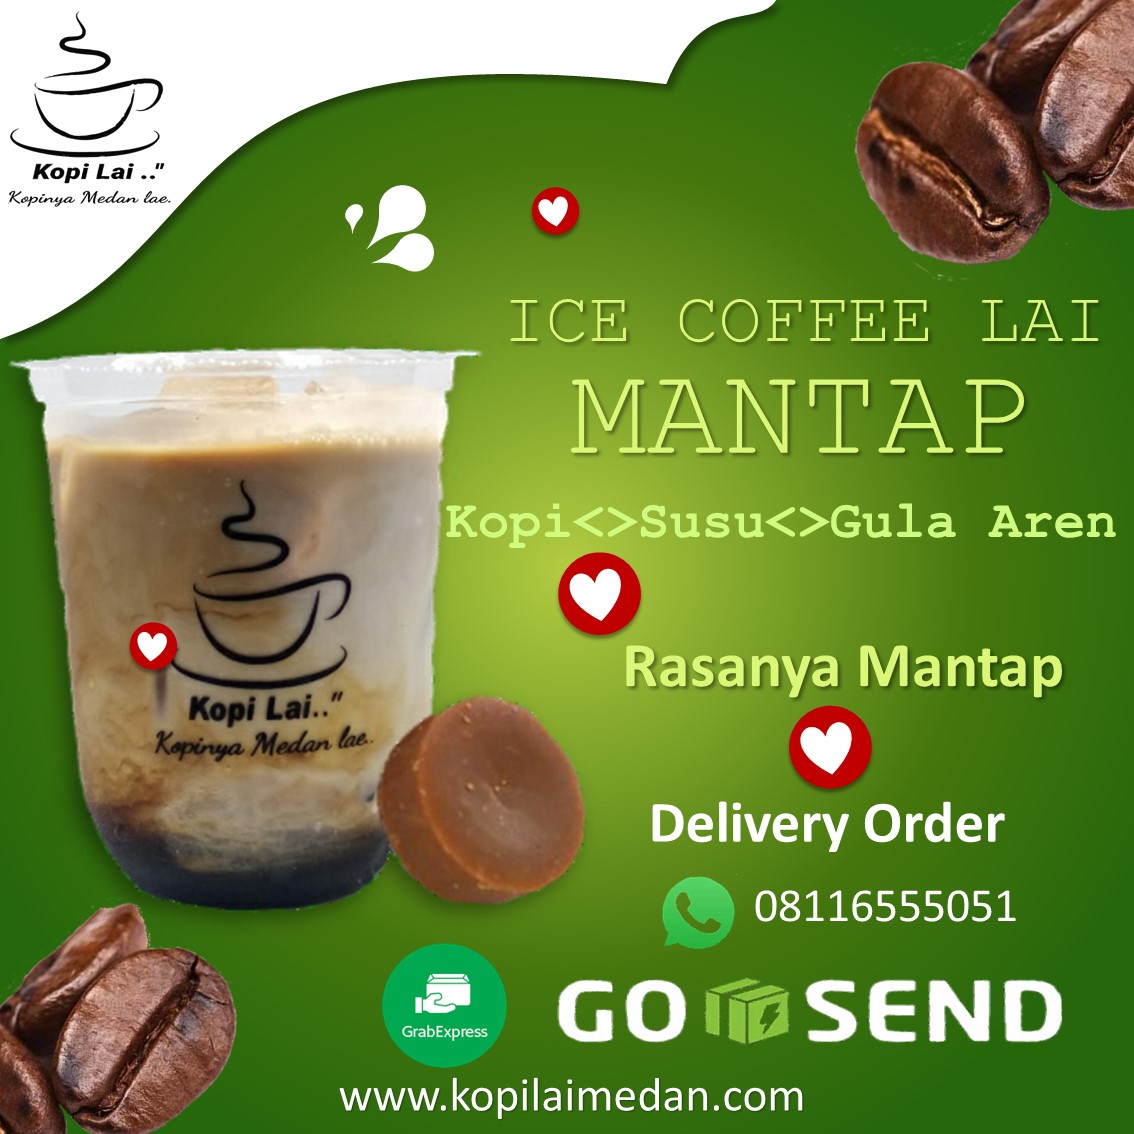 Kopi Lai .."
Kopinya Medan lae.
ICE COFFEE LAI
MANTAP
Kopi<>Susu<>Gula Aren
Rasanya Mantap
Kopi Lai.."
Kopinya Medan lae..
Delivery Order
08116555051
GrabExpress
GO SEND
www.kopilaimedan.com